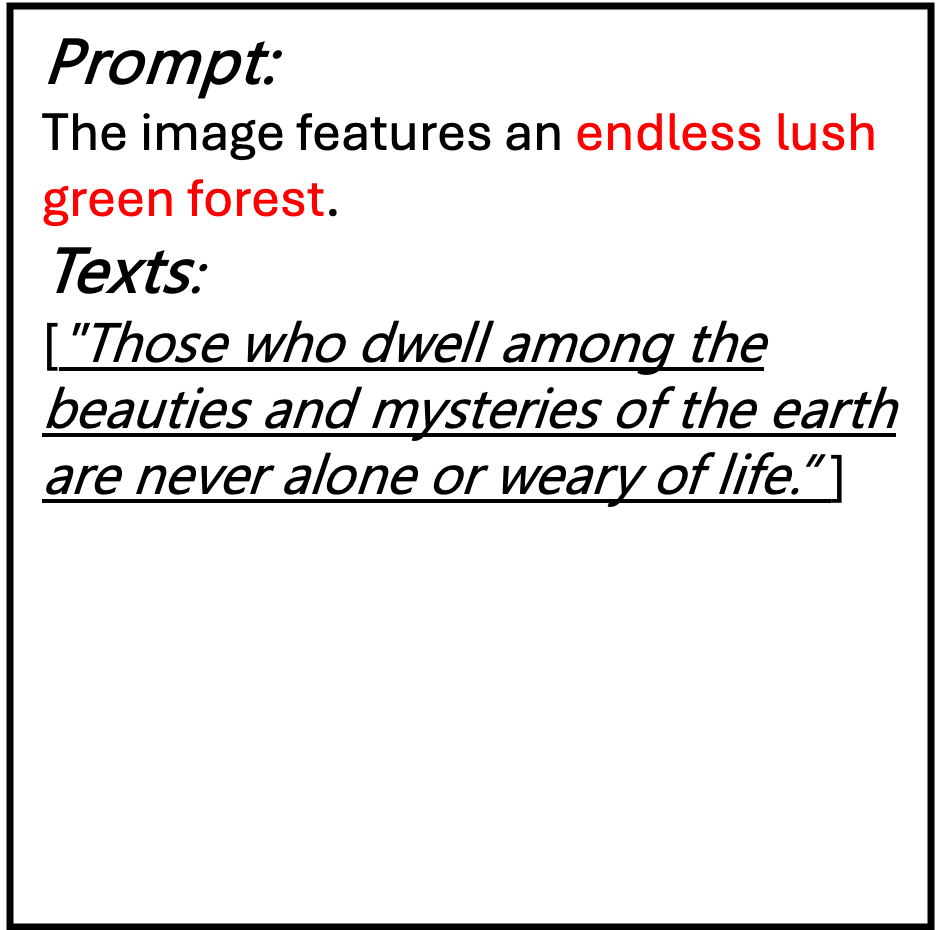 Prompt:
The image features an endless lush
green forest.
Texts:
["Those who dwell among the
beauties and mysteries of the earth
are never alone or weary of life.”]